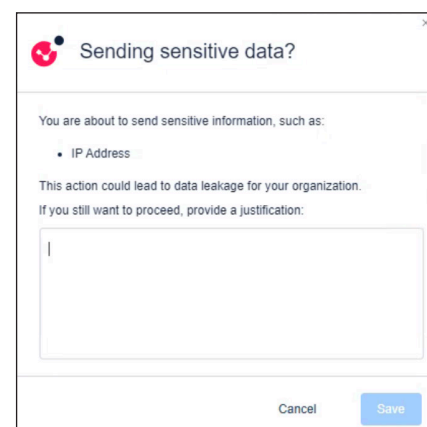 Sending sensitive data?
You are about to send sensitive information, such as:
• IP Address
This action could lead to data leakage for your organization.
If you still want to proceed, provide a justification:
Cancel
Save